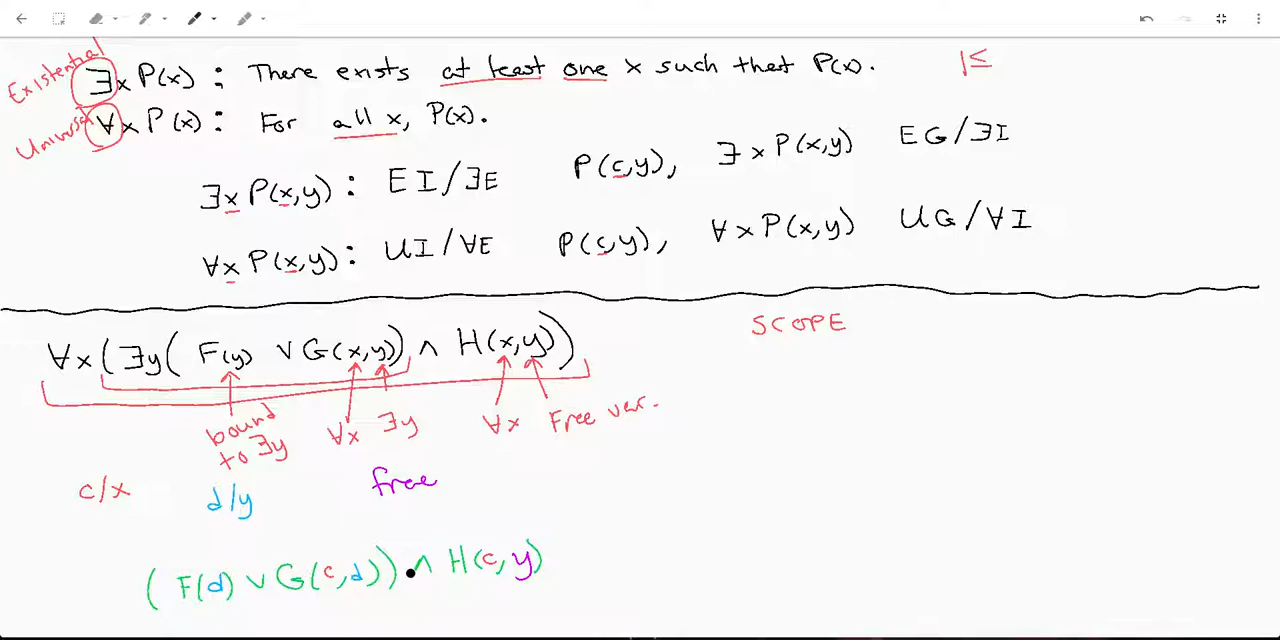 Existential
∃x P(x) : There exists at least one x such that P(x). 1≤
Universal
∀x P(x) : For all x, P(x).
∃x P(x,y) : EI/∃E P(c,y), ∃x P(x,y) EG/∃I
∀x P(x,y) : UI/∀E P(c,y), ∀x P(x,y) UG/∀I
SCOPE
∀x(∃y( F(y) ∨ G(x,y)) ∧ H(x,y))
bound to ∃y ∀x ∃y ∀x Free var.
c/x d/y free
( F(d) ∨ G(c,d)) ∧ H(c,y)